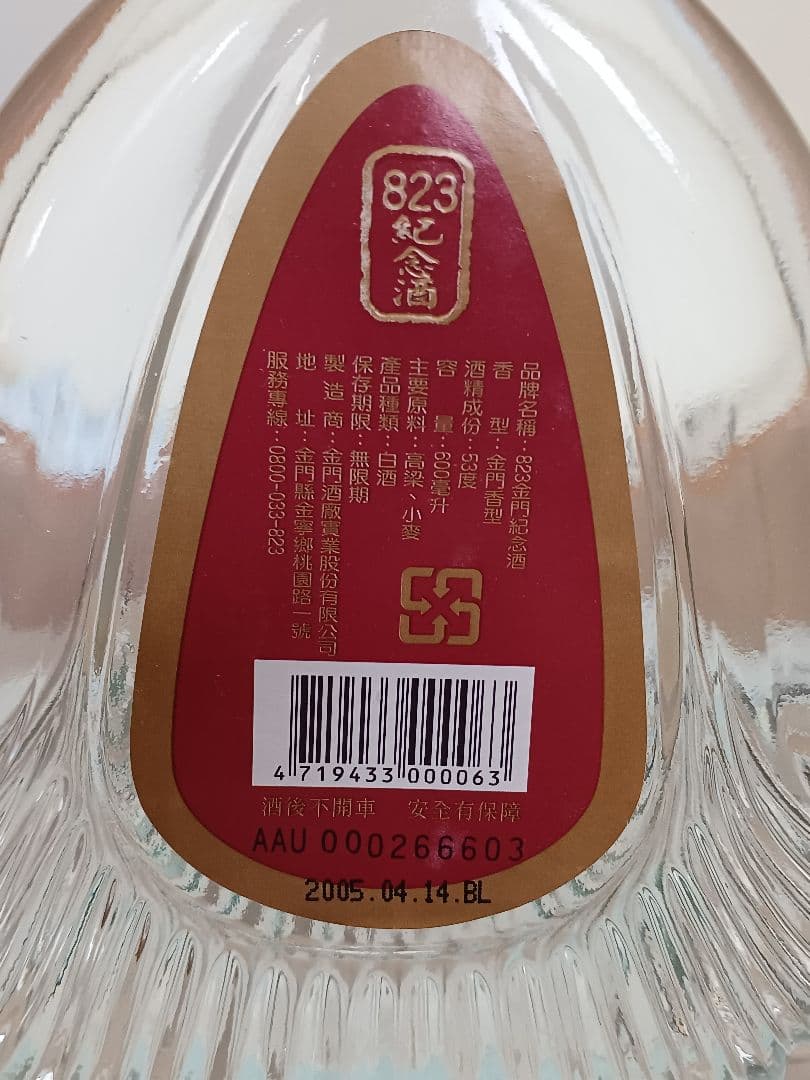 823
紀念酒
品牌名稱：823金門紀念酒
香型：金門香型
酒精成份：53度
容量：600毫升
主要原料：高粱、小麥
產品種類：白酒
保存期限：無限期
製造商：金門酒廠實業股份有限公司
地址：金門縣金寧鄉桃園路一號
服務專線：0800-033-823
4 719433 000063
酒後不開車 安全有保障
AAU 000266603
2005.04.14.BL